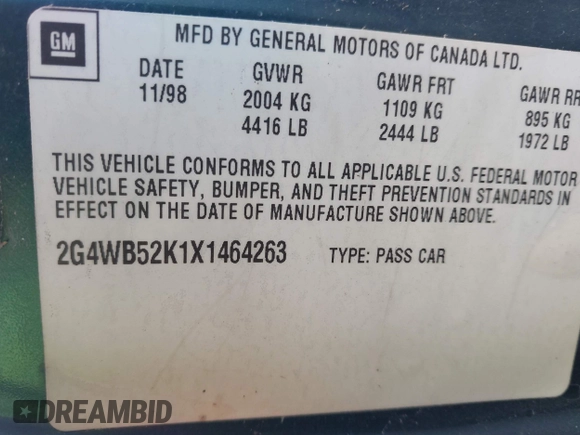 GM
MFD BY GENERAL MOTORS OF CANADA LTD.
DATE GVWR GAWR FRT GAWR RR
11/98 2004 KG 1109 KG 895 KG
4416 LB 2444 LB 1972 LB
THIS VEHICLE CONFORMS TO ALL APPLICABLE U.S. FEDERAL MOTOR
VEHICLE SAFETY, BUMPER, AND THEFT PREVENTION STANDARDS IN
EFFECT ON THE DATE OF MANUFACTURE SHOWN ABOVE.
2G4WB52K1X1464263 TYPE: PASS CAR
DREAMBID